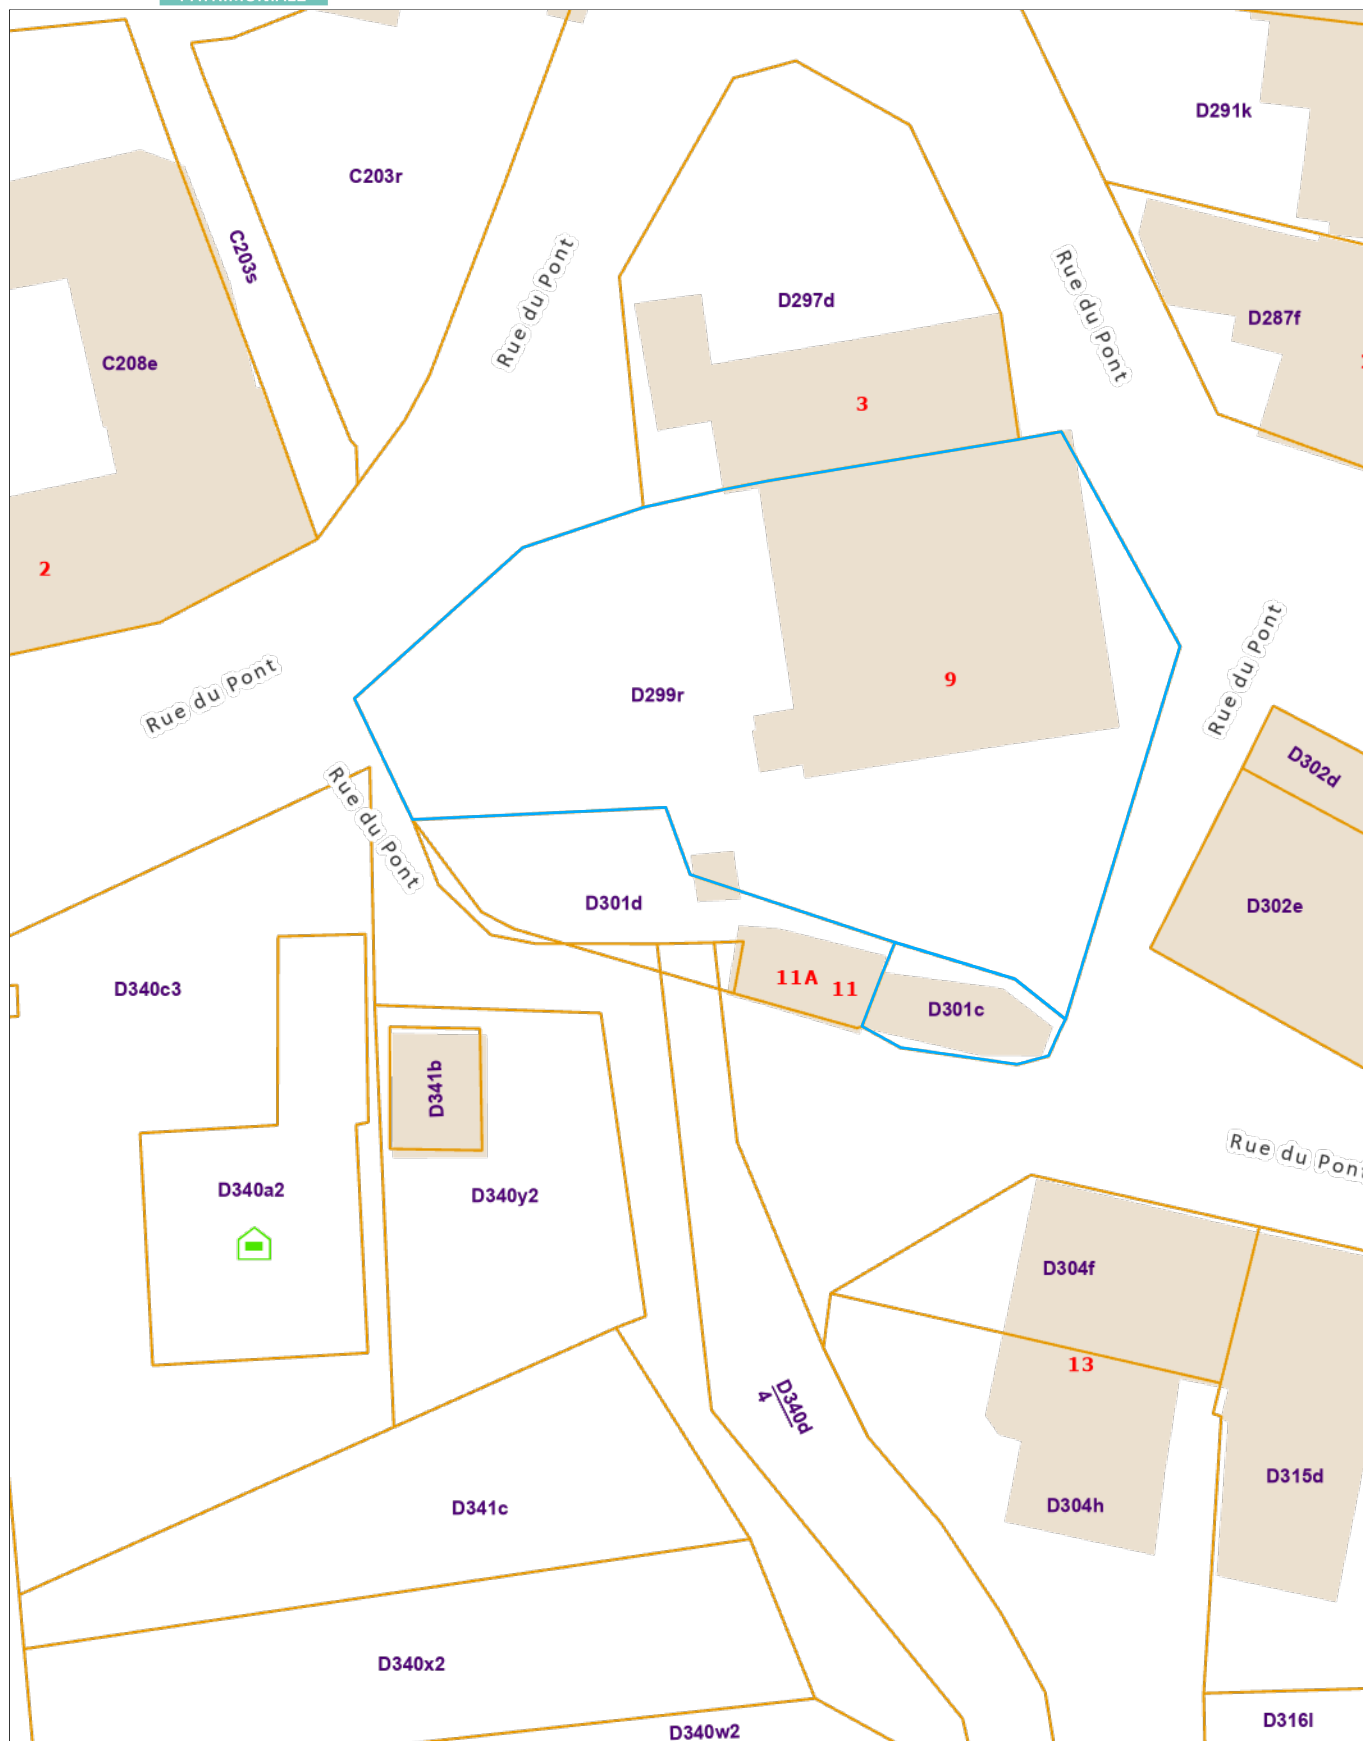 D291k
C203r
Rue du Pont
C203s
Rue du Pont
D297d
D287f
C208e
3
2
Rue du Pont
9
D299r
Rue du Pont
D302d
Rue du Pont
D301d
D302e
11A
11
D340c3
D301c
D341b
Rue du Pont
D340a2
D340y2
D304f
13
D340d
4
D315d
D304h
D341c
D340x2
D316l
D340w2